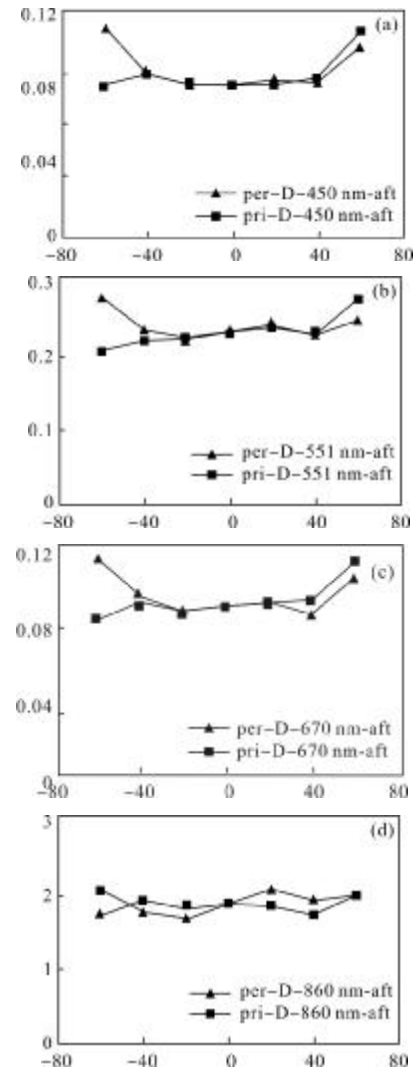 0.12
(a)
0.08
0.04
per-D-450 nm-aft
pri-D-450 nm-aft
0
-80 -40 0 40 80
0.3
(b)
0.2
0.1
per-D-551 nm-aft
pri-D-551 nm-aft
0
-80 -40 0 40 80
0.12
(c)
0.08
0.04
per-D-670 nm-aft
pri-D-670 nm-aft
0
-80 -40 0 40 80
3
(d)
2
1
per-D-860 nm-aft
pri-D-860 nm-aft
0
-80 -40 0 40 80